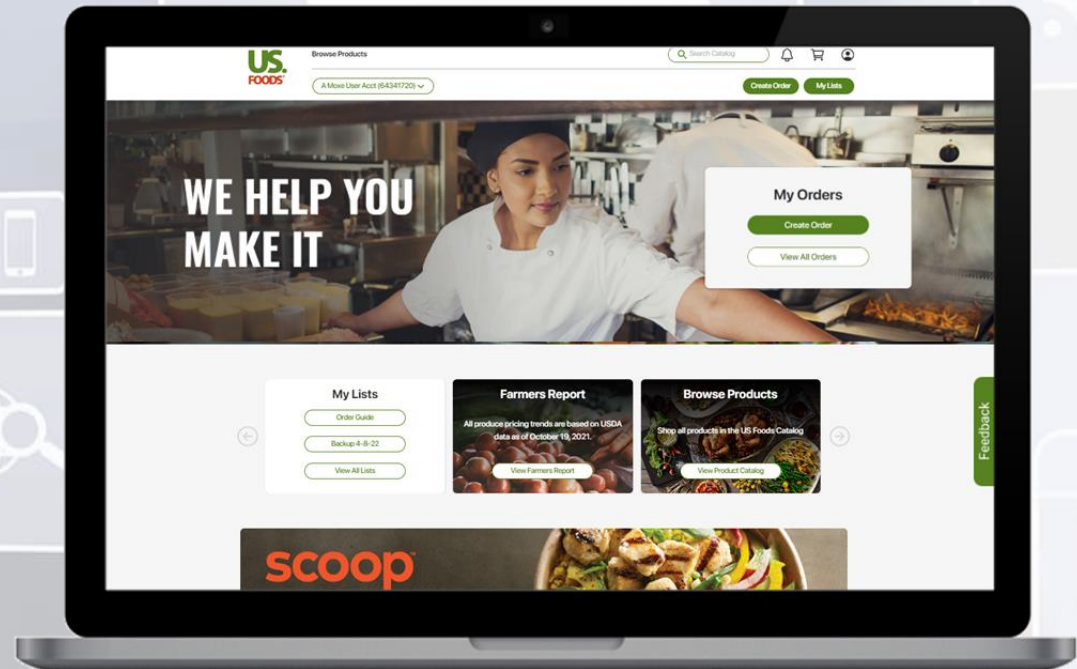 US.
FOODS®
Browse Products
Search Catalog
A Moxe User Acct (64341720)
Create Order
My Lists
WE HELP YOU
MAKE IT
My Orders
Create Order
View All Orders
My Lists
Order Guide
Backup 4-8-22
View All Lists
Farmers Report
All produce pricing trends are based on USDA
data as of October 19, 2021.
View Farmers Report
Browse Products
Shop all products in the US Foods Catalog
View Product Catalog
Feedback
scoop™